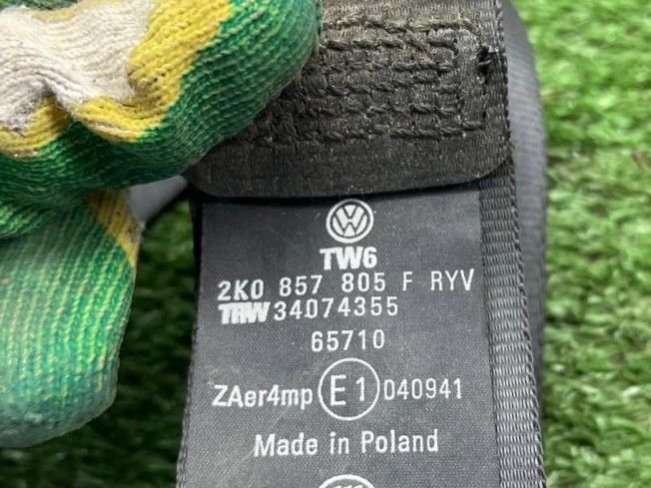 TW6
2K0 857 805 F RYV
TRW 34074355
65710
ZAer4mp E1 040941
Made in Poland